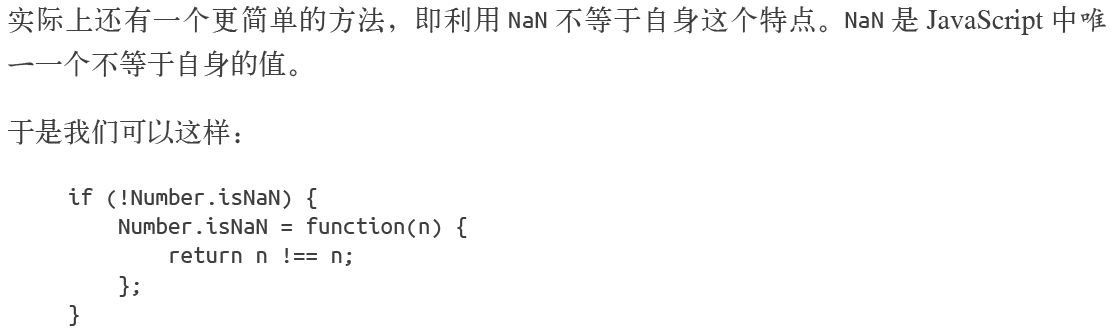 实际上还有一个更简单的方法，即利用 NaN 不等于自身这个特点。NaN 是 JavaScript 中唯
一一个不等于自身的值。
于是我们可以这样：
if (!Number.isNaN) {
    Number.isNaN = function(n) {
        return n !== n;
    };
}